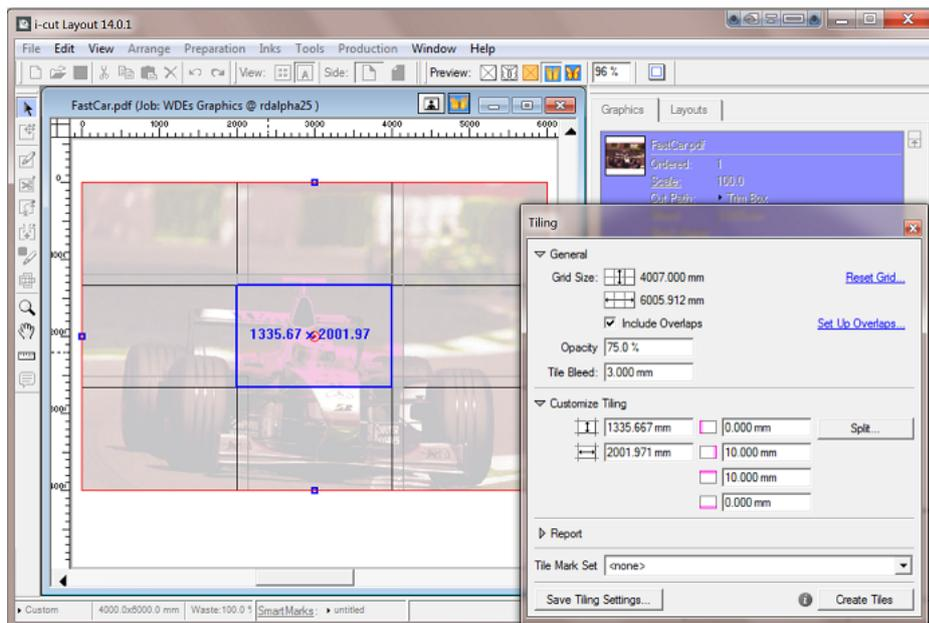 i-cut Layout 14.0.1
File Edit View Arrange Preparation Inks Tools Production Window Help
View: A Side: Preview: 96 %
FastCar.pdf (Job: WDEs Graphics @ rdalpha25 )
Graphics Layouts
0 1000 2000 3000 4000 5000 6000
FastCar.pdf
Ordered: 1
Scale: 100.0
Cut Path: Trim Box
Tiling
General
Grid Size: 4007.000 mm
Reset Grid...
6005.912 mm
Include Overlaps
Set Up Overlaps...
1335.67 x 2001.97
Opacity 75.0 %
Tile Bleed: 3.000 mm
Customize Tiling
1335.667 mm 0.000 mm Split...
2001.971 mm 10.000 mm
10.000 mm
0.000 mm
Report
Tile Mark Set <none>
Save Tiling Settings... Create Tiles
Custom 4000.0x6000.0 mm Waste:100.0 % SmartMarks: untitled